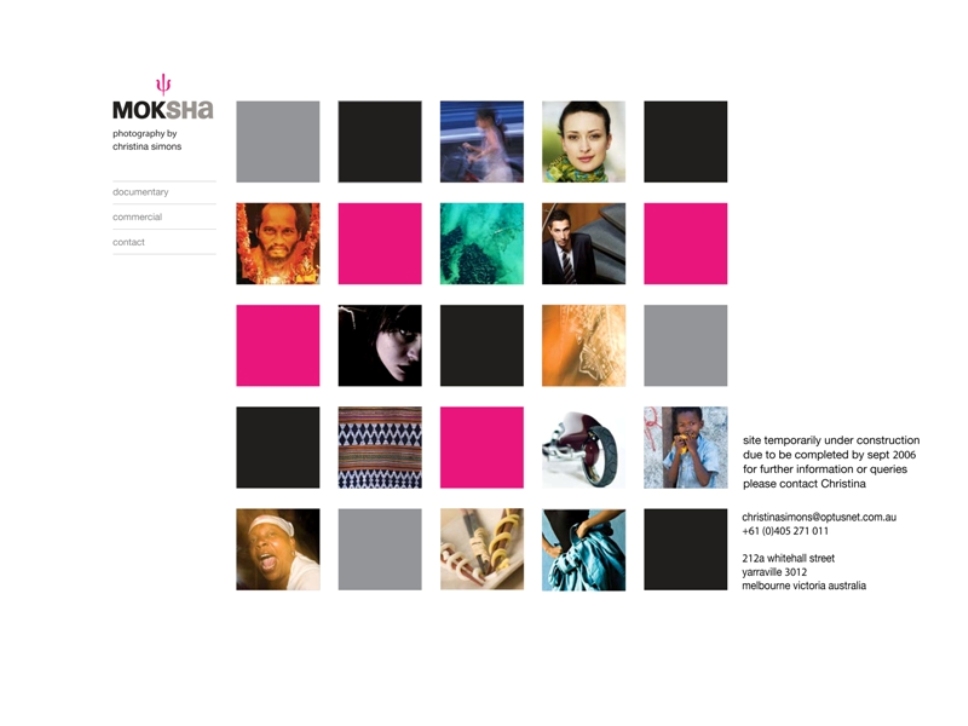 MOKSHa
photography by
christina simons
documentary
commercial
contact
site temporarily under construction
due to be completed by sept 2006
for further information or queries
please contact Christina
christinasimons@optusnet.com.au
+61 (0)405 271 011
212a whitehall street
yarraville 3012
melbourne victoria australia